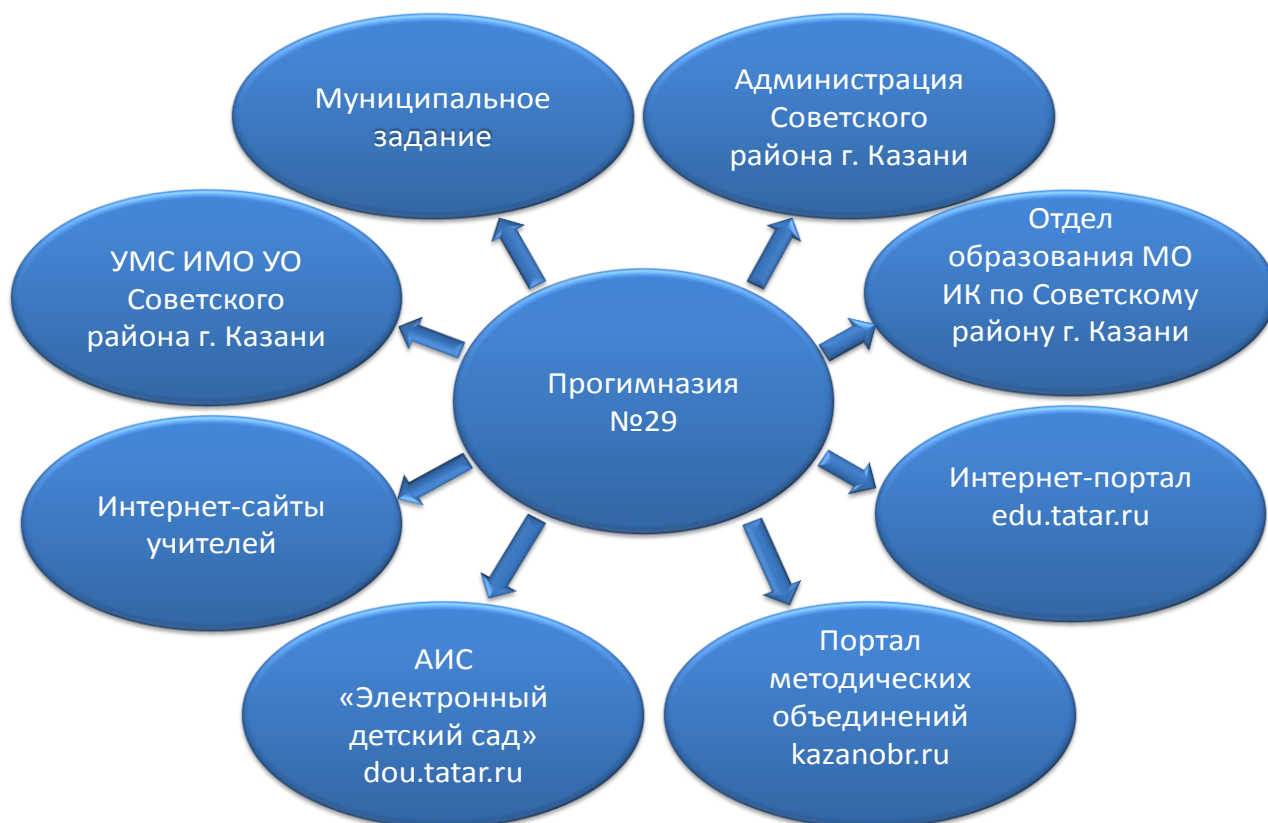 Муниципальное
задание
Администрация
Советского
района г. Казани
УМС ИМО УО
Советского
района г. Казани
Отдел
образования МО
ИК по Советскому
району г. Казани
Прогимназия
№29
Интернет-сайты
учителей
Интернет-портал
edu.tatar.ru
АИС
«Электронный
детский сад»
dou.tatar.ru
Портал
методических
объединений
kazanobr.ru